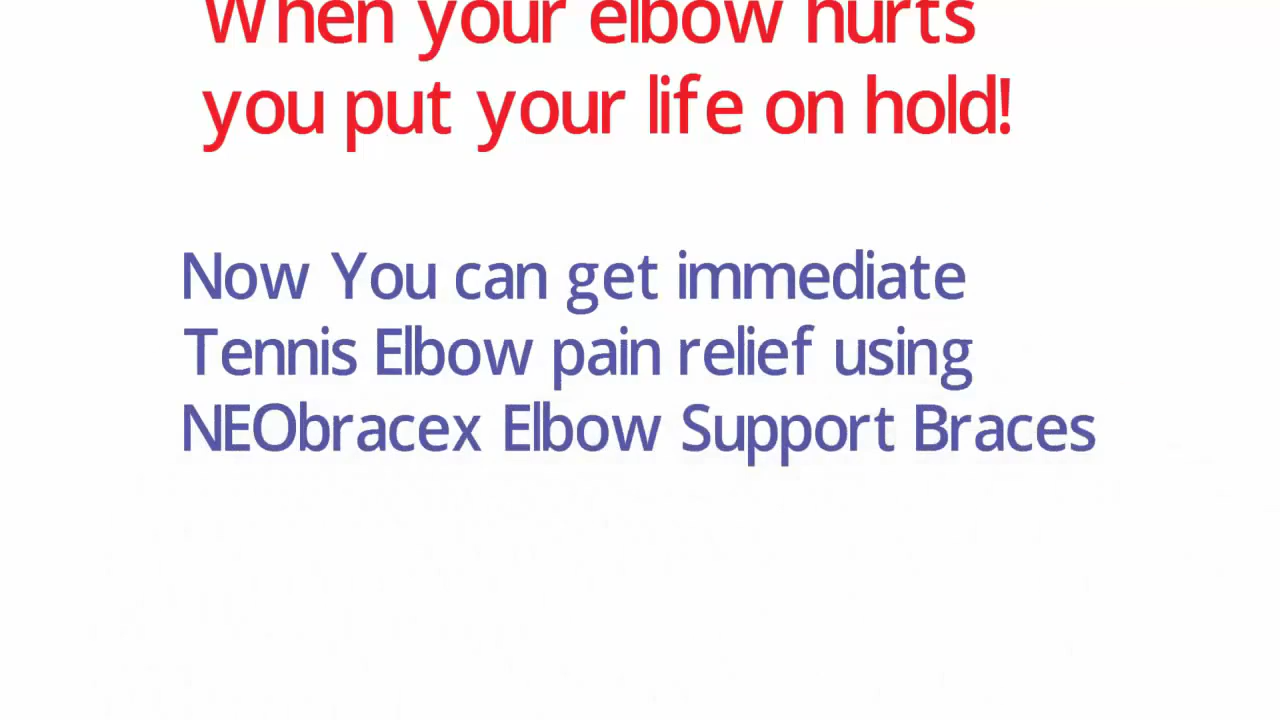 When your elbow hurts
you put your life on hold!
Now You can get immediate
Tennis Elbow pain relief using
NEObracex Elbow Support Braces